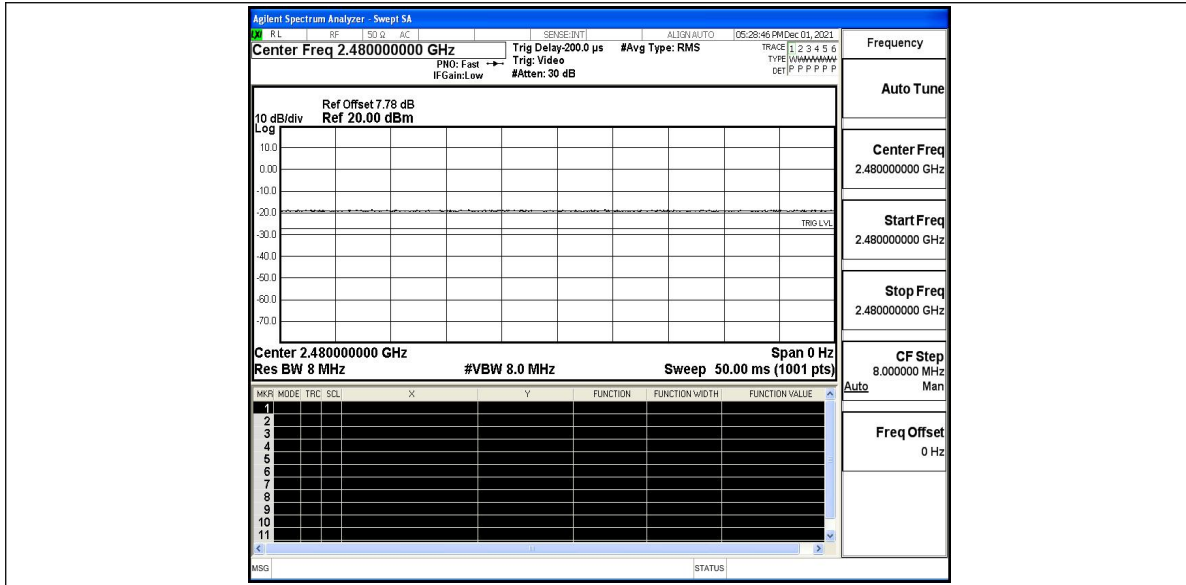 Agilent Spectrum Analyzer - Swept SA
LXI RL RF 50 Ω AC SENSE:INT ALIGN AUTO 05:28:46 PM Dec 01, 2021
Center Freq 2.480000000 GHz
PNO: Fast
IFGain:Low
Trig Delay-200.0 µs
Trig: Video
#Atten: 30 dB
#Avg Type: RMS
TRACE 1 2 3 4 5 6
TYPE WWWWWW
DET P P P P P P
Ref Offset 7.78 dB
10 dB/div Ref 20.00 dBm
Log
10.0
0.00
-10.0
-20.0
TRIG LVL
-30.0
-40.0
-50.0
-60.0
-70.0
Center 2.480000000 GHz Span 0 Hz
Res BW 8 MHz #VBW 8.0 MHz Sweep 50.00 ms (1001 pts)
MKR MODE TRC SCL X Y FUNCTION FUNCTION WIDTH FUNCTION VALUE
1
2
3
4
5
6
7
8
9
10
11
MSG STATUS
Frequency
Auto Tune
Center Freq
2.480000000 GHz
Start Freq
2.480000000 GHz
Stop Freq
2.480000000 GHz
CF Step
8.000000 MHz
Auto Man
Freq Offset
0 Hz